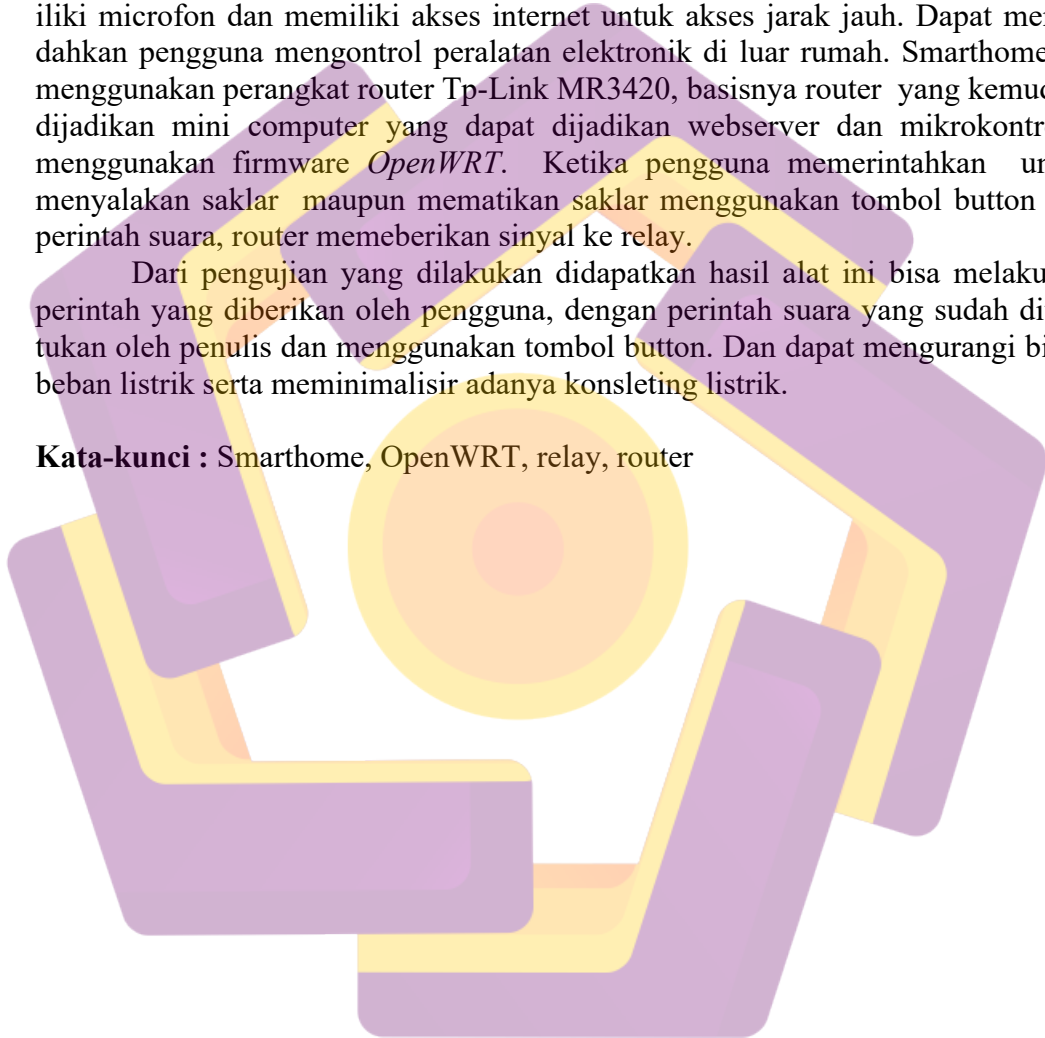 iliki microfon dan memiliki akses internet untuk akses jarak jauh. Dapat mem
dahkan pengguna mengontrol peralatan elektronik di luar rumah. Smarthome
menggunakan perangkat router Tp-Link MR3420, basisnya router yang kemud
dijadikan mini computer yang dapat dijadikan webserver dan mikrokontro
menggunakan firmware OpenWRT. Ketika pengguna memerintahkan un
menyalakan saklar maupun mematikan saklar menggunakan tombol button
perintah suara, router memeberikan sinyal ke relay.
Dari pengujian yang dilakukan didapatkan hasil alat ini bisa melaku
perintah yang diberikan oleh pengguna, dengan perintah suara yang sudah di
tukan oleh penulis dan menggunakan tombol button. Dan dapat mengurangi bi
beban listrik serta meminimalisir adanya konsleting listrik.
Kata-kunci : Smarthome, OpenWRT, relay, router